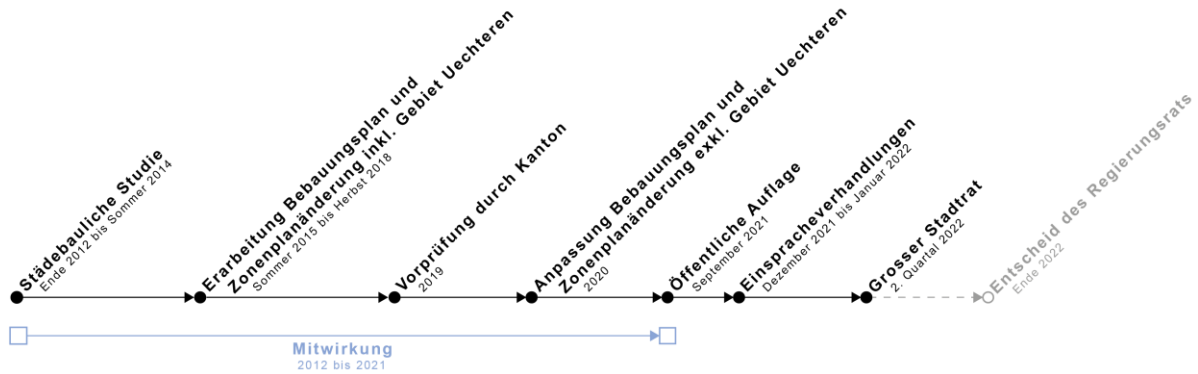 Städebauliche Studie
Ende 2012 bis Sommer 2014
Erarbeitung Bebauungsplan und
Zonenplanänderung inkl. Gebiet Uechteren
Sommer 2015 bis Herbst 2018
Vorprüfung durch Kanton
2019
Anpassung Bebauungsplan und
Zonenplanänderung exkl. Gebiet Uechteren
2020
Öffentliche Auflage
September 2021
Einspracheverhandlungen
Dezember 2021 bis Januar 2022
Grosser Stadtrat
2. Quartal 2022
Entscheid des Regierungsrats
Ende 2022
Mitwirkung
2012 bis 2021